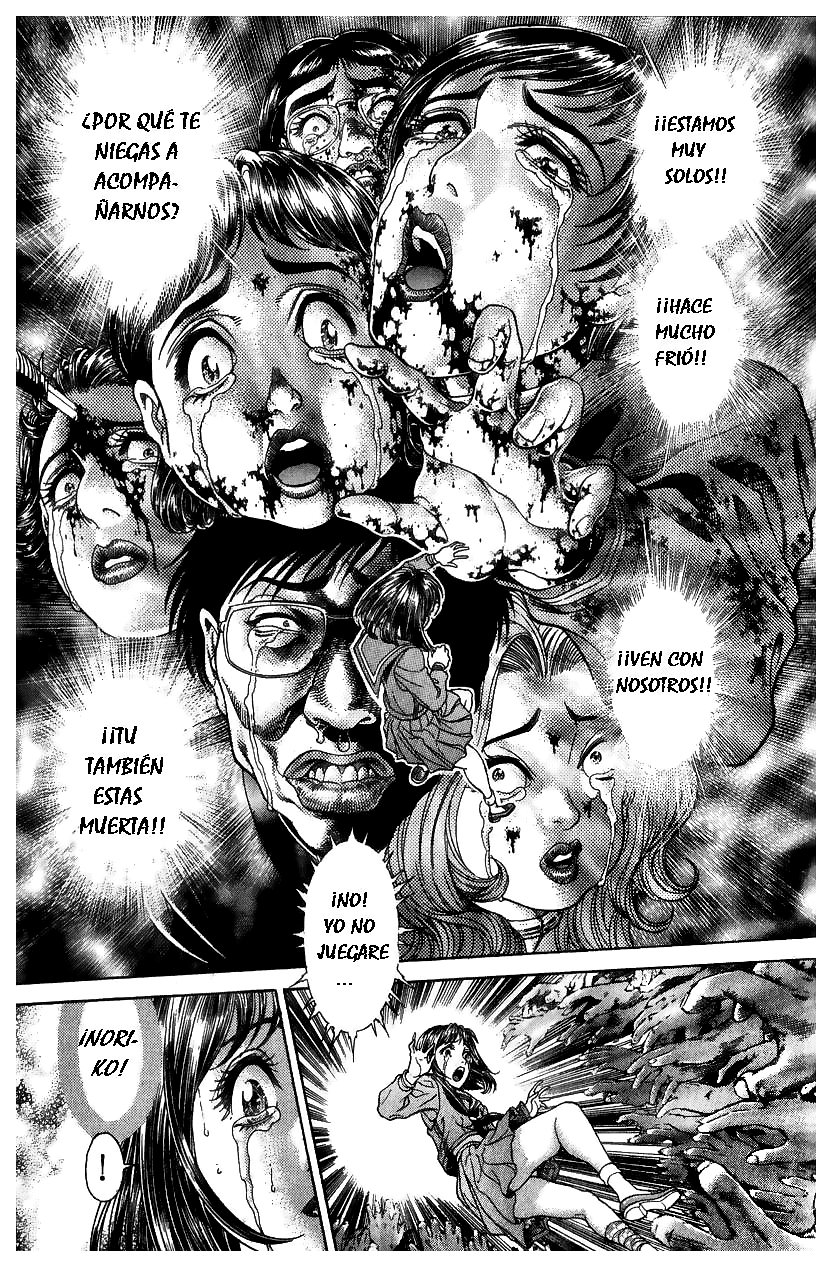 ¿POR QUÉ TE
NIEGAS A
ACOMPA-
ÑARNOS?
¡¡ESTAMOS
MUY
SOLOS!!
¡¡HACE
MUCHO
FRIÓ!!
¡¡VEN CON
NOSOTROS!!
¡¡TU
TAMBIÉN
ESTAS
MUERTA!!
¡NO!
YO NO
JUEGARE
...
¡NORI-
KO!
!